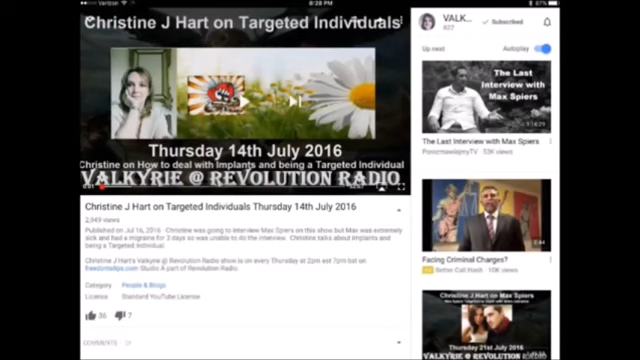 Verizon
8:28 PM
87%
Christine J Hart on Targeted Individuals
Thursday 14th July 2016
Christine on How to deal with Implants and being a Targeted Individual
VALKYRIE @ REVOLUTION RADIO
0:01
Christine J Hart on Targeted Individuals Thursday 14th July 2016
2,949 views
Published on Jul 16, 2016 · Christine was going to interview Max Spiers on this show but Max was extremely
sick and had a migraine for 3 days so was unable to do the interview. Christine talks about implants and
being a Targeted Individual.
Christine J Hart's Valkyrie @ Revolution Radio show is on every Thursday at 2pm est 7pm bst on
freedomslips.com Studio A part of Revolution Radio.
Category People & Blogs
License Standard YouTube License
36 7
COMMENTS
VALK...
Subscribed
Up next
Autoplay
The Last
Interview with
Max Spiers
The Last Interview with Max Spiers
53K views
Facing Criminal Charges?
Ad Better Call Hash · 10K views
Christine J Hart on Max Spiers
Thursday 21st July 2016
VALKYRIE @ REVOLUTION RADIO